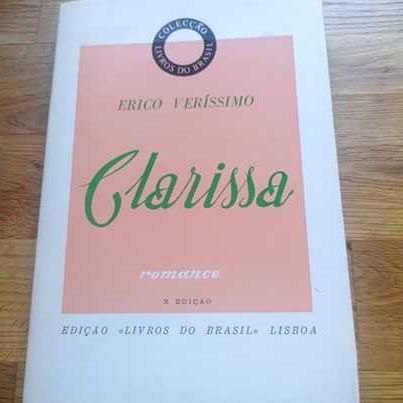 COLECÇÃO
LIVROS DO BRASIL
ERICO VERÍSSIMO
Clarissa
romance
X EDIÇÃO
EDIÇÃO «LIVROS DO BRASIL» LISBOA